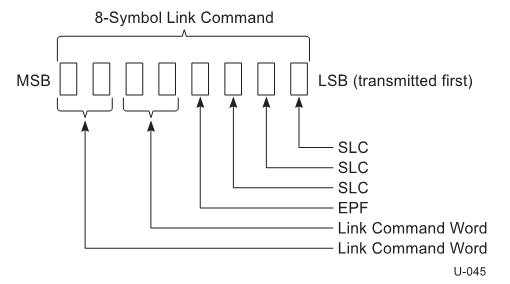 8-Symbol Link Command
MSB
LSB (transmitted first)
SLC
SLC
SLC
EPF
Link Command Word
Link Command Word
U-045